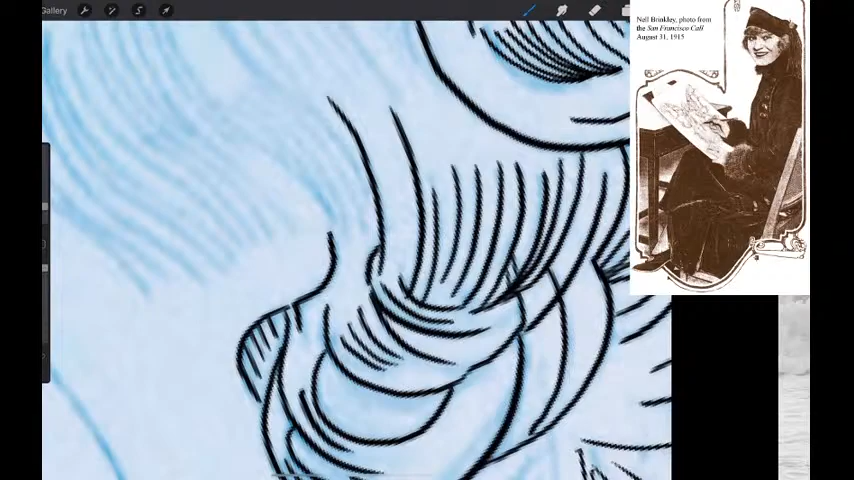 Gallery
Nell Brinkley, photo from
the San Francisco Call
August 31, 1915